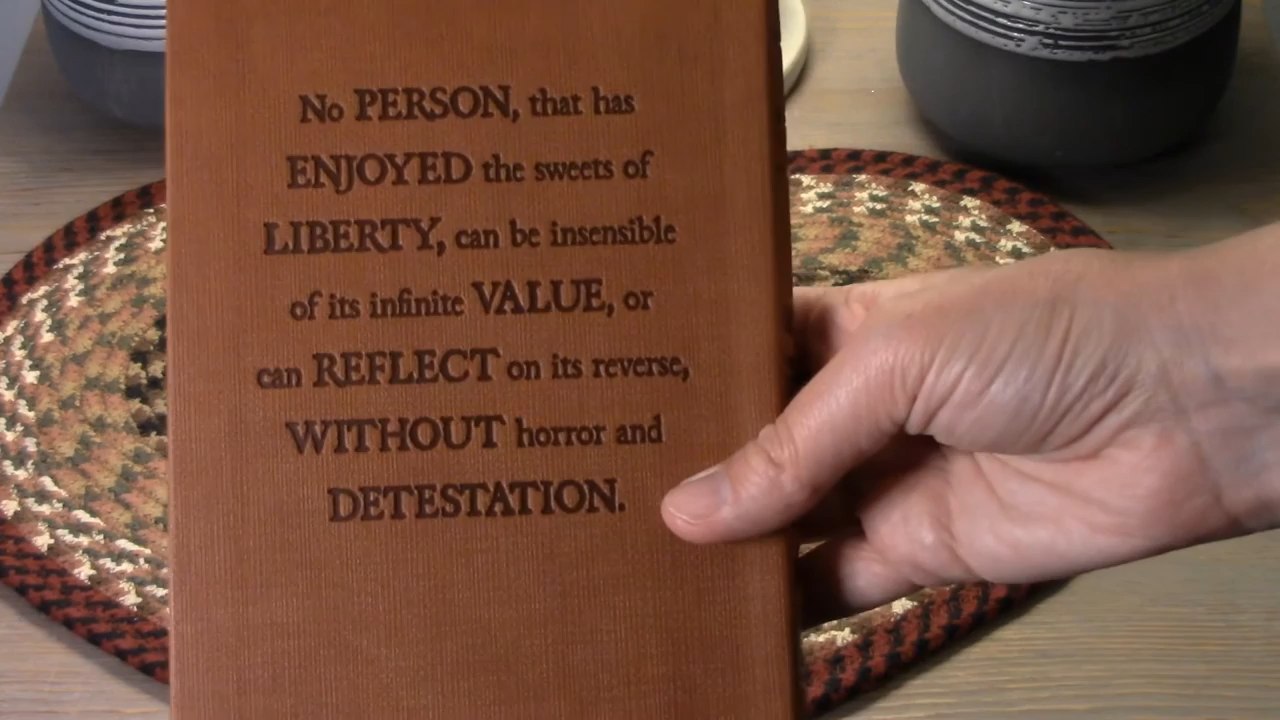 No PERSON, that has
ENJOYED the sweets of
LIBERTY, can be insensible
of its infinite VALUE, or
can REFLECT on its reverse,
WITHOUT horror and
DETESTATION.